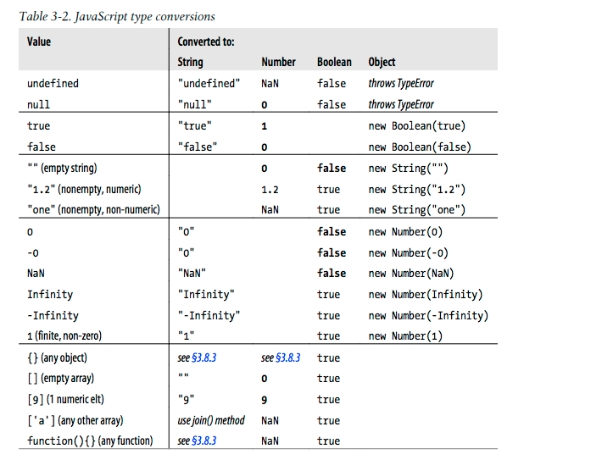 Table 3-2. JavaScript type conversions
Value Converted to:
String Number Boolean Object
undefined "undefined" NaN false throws TypeError
null "null" 0 false throws TypeError
true "true" 1 new Boolean(true)
false "false" 0 new Boolean(false)
"" (empty string) 0 false new String("")
"1.2" (nonempty, numeric) 1.2 true new String("1.2")
"one" (nonempty, non-numeric) NaN true new String("one")
0 "0" false new Number(0)
-0 "0" false new Number(-0)
NaN "NaN" false new Number(NaN)
Infinity "Infinity" true new Number(Infinity)
-Infinity "-Infinity" true new Number(-Infinity)
1 (finite, non-zero) "1" true new Number(1)
{} (any object) see §3.8.3 see §3.8.3 true
[] (empty array) "" 0 true
[9] (1 numeric elt) "9" 9 true
['a'] (any other array) use join() method NaN true
function(){} (any function) see §3.8.3 NaN true